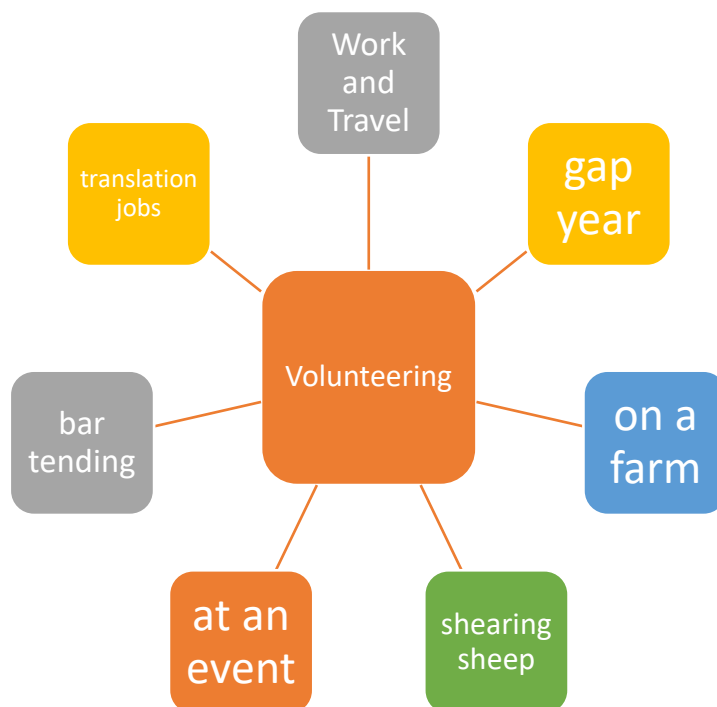 Work
and
Travel
gap
year
translation
jobs
Volunteering
on a
farm
bar
tending
at an
event
shearing
sheep